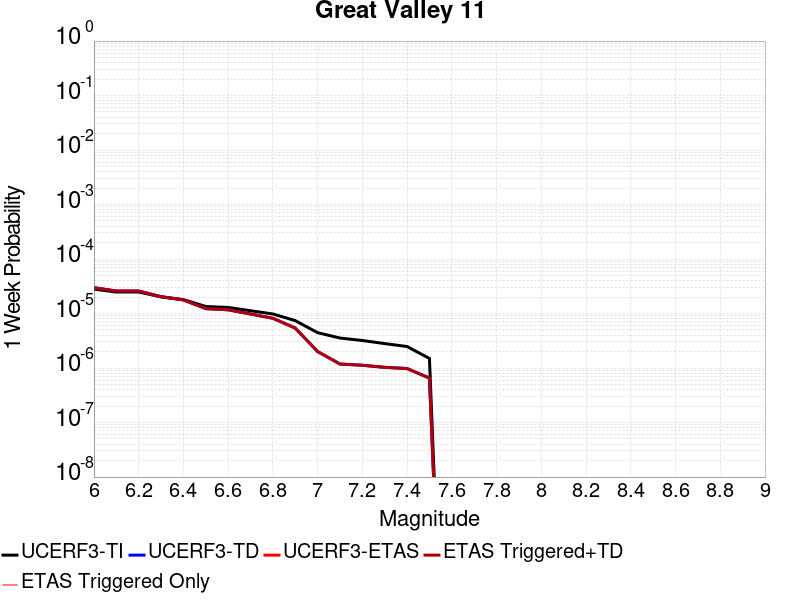 Great Valley 11
1 Week Probability
10^0
10^-1
10^-2
10^-3
10^-4
10^-5
10^-6
10^-7
10^-8
6 6.2 6.4 6.6 6.8 7 7.2 7.4 7.6 7.8 8 8.2 8.4 8.6 8.8 9
Magnitude
UCERF3-TI UCERF3-TD UCERF3-ETAS ETAS Triggered+TD
ETAS Triggered Only